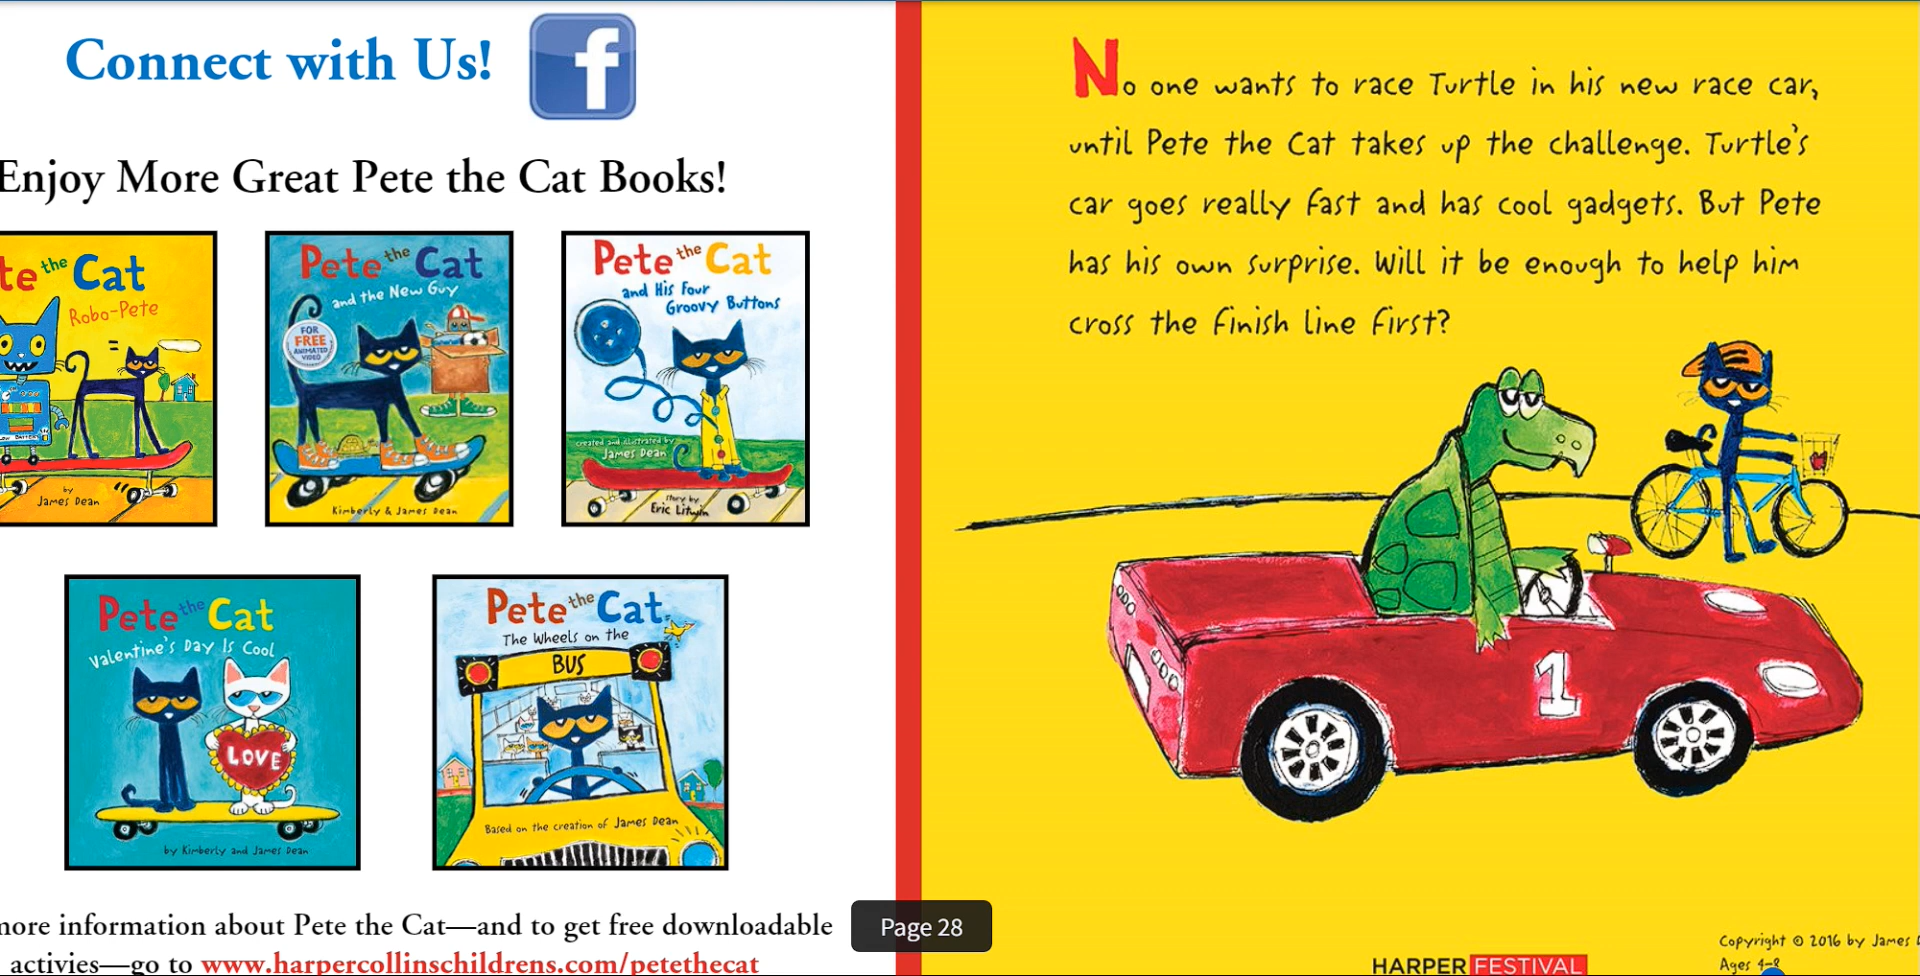 Connect with Us!
f
Enjoy More Great Pete the Cat Books!
te the Cat
Robo-Pete
by
James Dean
Pete the Cat
and the New Guy
FOR
FREE
ANIMATED
VIDEO
Kimberly & James Dean
Pete the Cat
and His Four
Groovy Buttons
created and illustrated by
James Dean
story by
Eric Litwin
Pete the Cat
Valentine's Day Is Cool
LOVE
by Kimberly and James Dean
Pete the Cat
The Wheels on the
BUS
Based on the creation of James Dean
more information about Pete the Cat—and to get free downloadable
activies—go to www.harpercollinschildrens.com/petethecat
Page 28
No one wants to race Turtle in his new race car,
until Pete the Cat takes up the challenge. Turtle's
car goes really fast and has cool gadgets. But Pete
has his own surprise. Will it be enough to help him
cross the finish line first?
1
HARPER FESTIVAL
Copyright © 2016 by James D
Ages 4-8